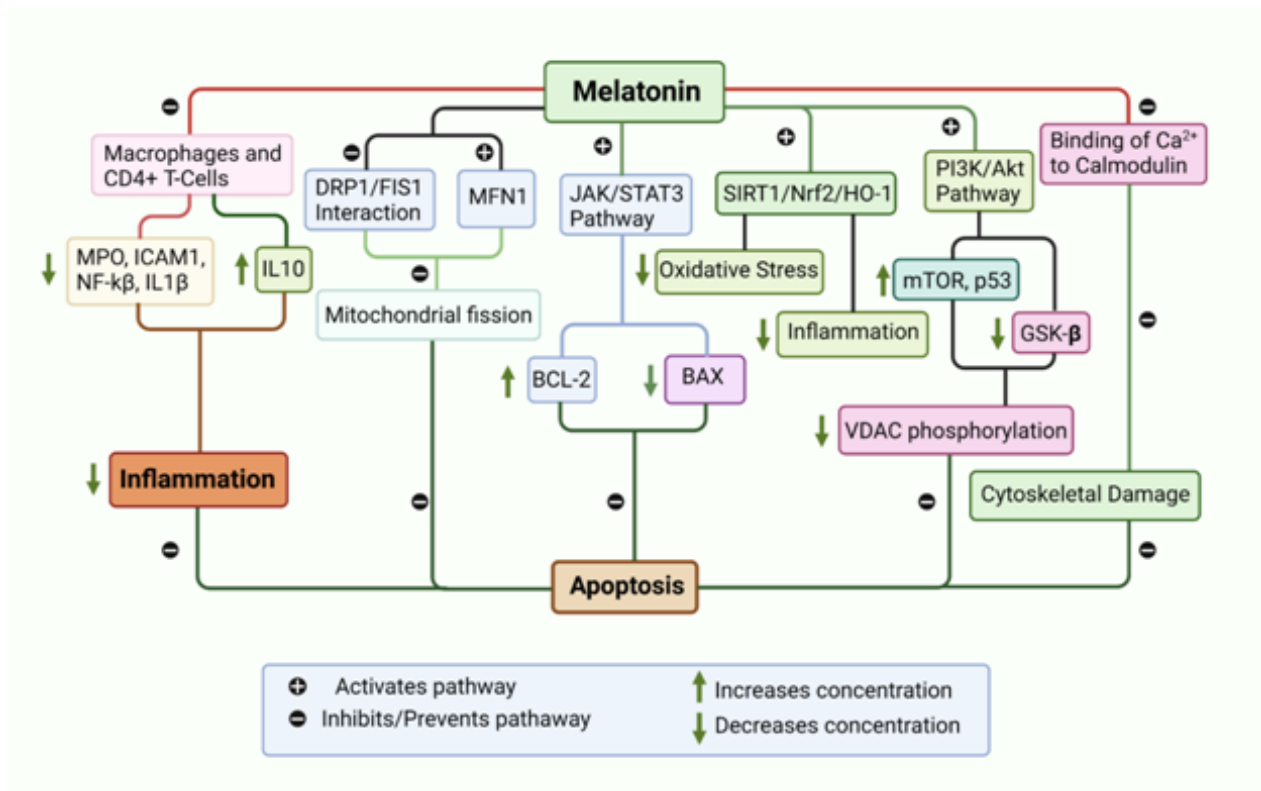 Melatonin
Macrophages and
CD4+ T-Cells
DRP1/FIS1
Interaction
MFN1
JAK/STAT3
Pathway
SIRT1/Nrf2/HO-1
PI3K/Akt
Pathway
Binding of Ca²⁺
to Calmodulin
MPO, ICAM1,
NF-kβ, IL1β
IL10
Mitochondrial fission
Oxidative Stress
Inflammation
mTOR, p53
GSK-β
BCL-2
BAX
VDAC phosphorylation
Inflammation
Cytoskeletal Damage
Apoptosis
Activates pathway
Inhibits/Prevents pathaway
Increases concentration
Decreases concentration